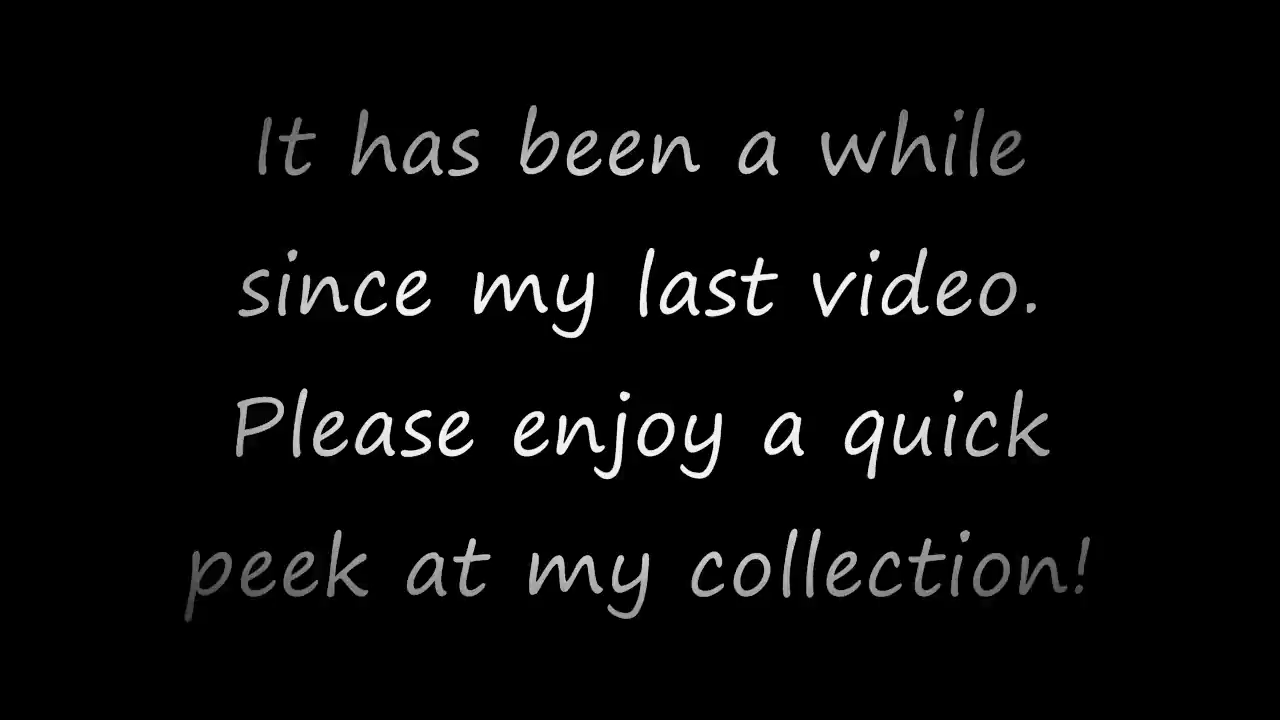 It has been a while
since my last video.
Please enjoy a quick
peek at my collection!